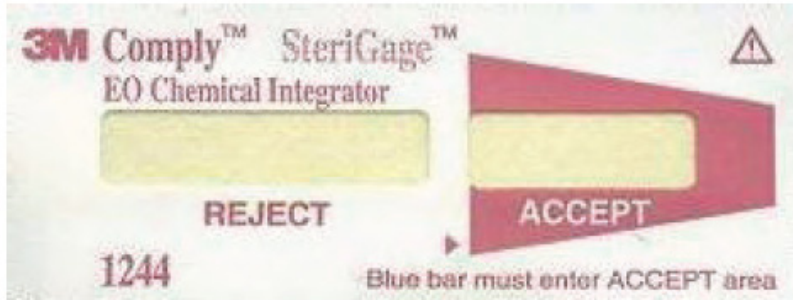 3M Comply™ SteriGage™
EO Chemical Integrator
REJECT
ACCEPT
1244
Blue bar must enter ACCEPT area